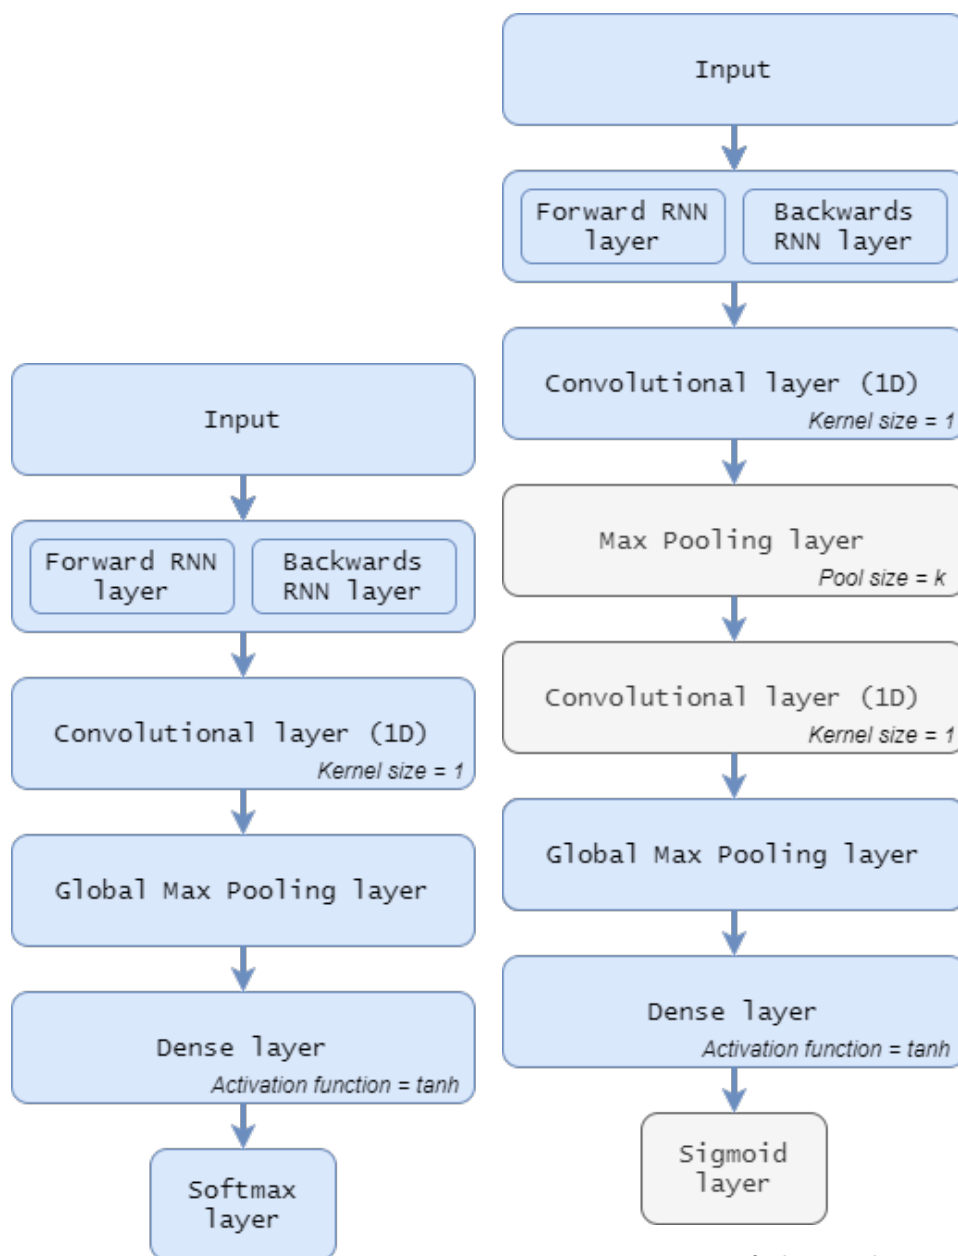 Input
Forward RNN
layer
Backwards
RNN layer
Convolutional layer (1D)
Kernel size = 1
Global Max Pooling layer
Dense layer
Activation function = tanh
Softmax
layer
Input
Forward RNN
layer
Backwards
RNN layer
Convolutional layer (1D)
Kernel size = 1
Max Pooling layer
Pool size = k
Convolutional layer (1D)
Kernel size = 1
Global Max Pooling layer
Dense layer
Activation function = tanh
Sigmoid
layer